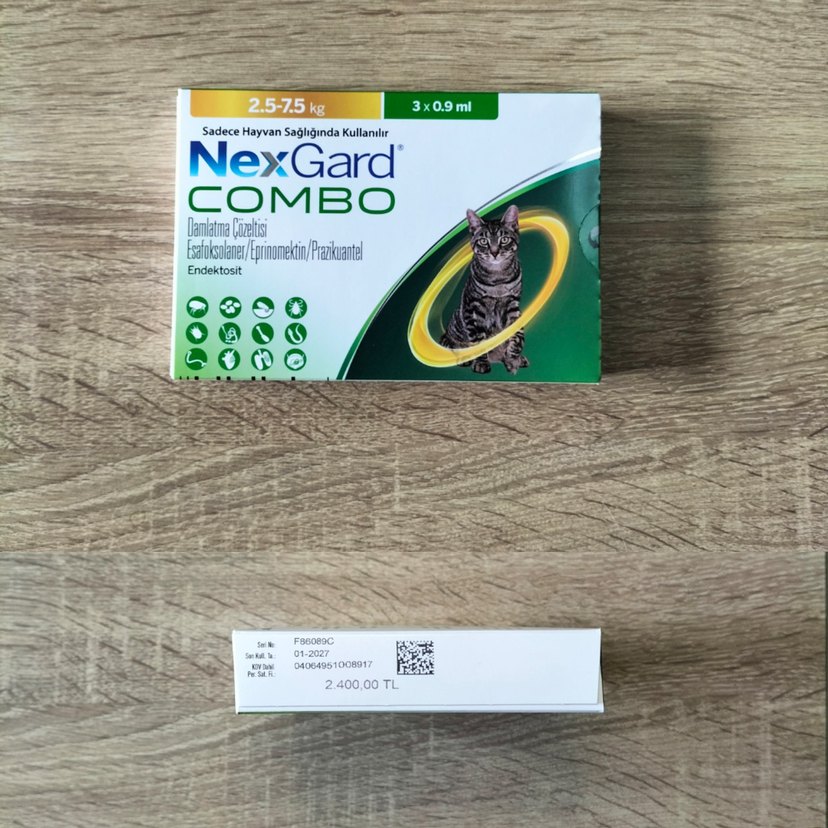 2.5-7.5 kg
3 x 0.9 ml
Sadece Hayvan Sağlığında Kullanılır
NexGard®
COMBO
Damlatma Çözeltisi
Esafoksolaner/Eprinomektin/Prazikuantel
Endektosit
Seri No: F86089C
Son Kull. Ta.: 01-2027
KDV Dahil 04064951008917
Per. Sat. Fi.: 2.400,00 TL